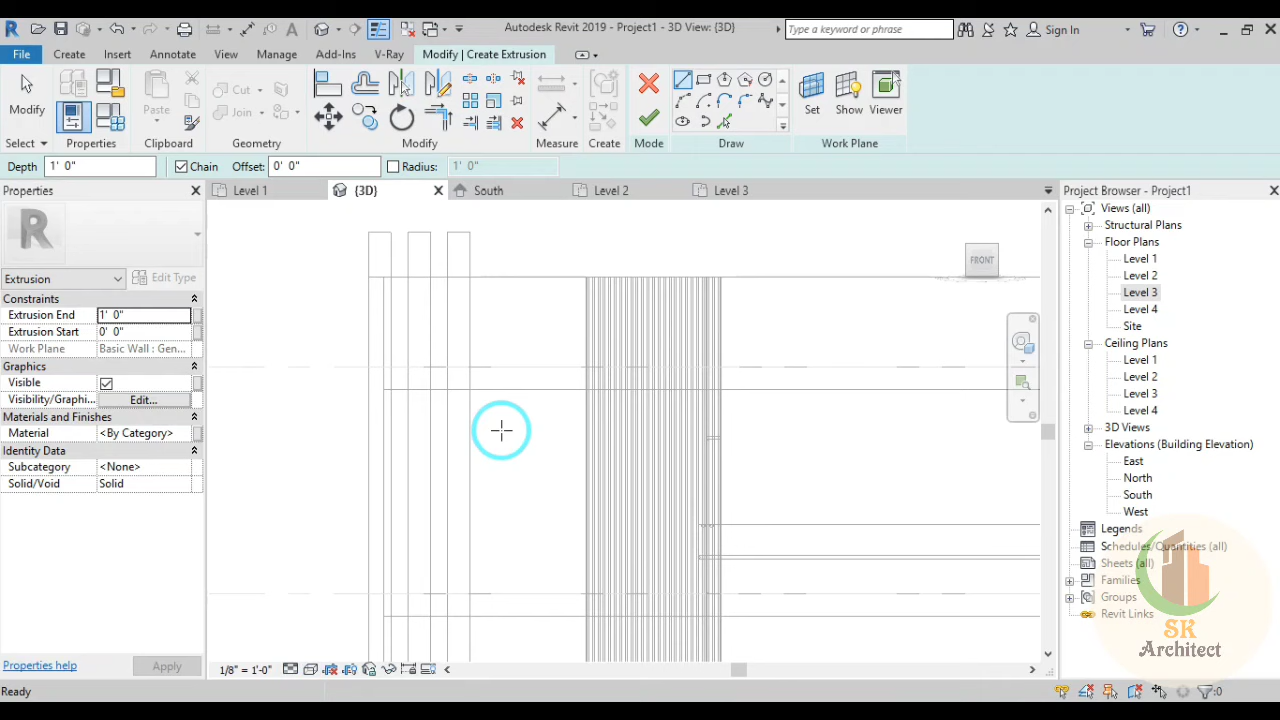 Autodesk Revit 2019 - Project1 - 3D View: {3D}
Type a keyword or phrase
Sign In
File Create Insert Annotate View Manage Add-Ins V-Ray Modify | Create Extrusion
Modify Paste Cut Join Set Show Viewer
Select Properties Clipboard Geometry Modify Measure Create Mode Draw Work Plane
Depth 1' 0" Chain Offset: 0' 0" Radius: 1' 0"
Properties
Level 1 {3D} South Level 2 Level 3
Project Browser - Project1
Extrusion Edit Type
Constraints
Extrusion End 1' 0"
Extrusion Start 0' 0"
Work Plane Basic Wall : Gen...
Graphics
Visible
Visibility/Graphi... Edit...
Materials and Finishes
Material <By Category>
Identity Data
Subcategory <None>
Solid/Void Solid
FRONT
Views (all)
Structural Plans
Floor Plans
Level 1
Level 2
Level 3
Level 4
Site
Ceiling Plans
Level 1
Level 2
Level 3
Level 4
3D Views
Elevations (Building Elevation)
East
North
South
West
Legends
Schedules/Quantities (all)
Sheets (all)
Families
Groups
Revit Links
SK
Architect
Properties help Apply
1/8" = 1'-0"
Ready
:0